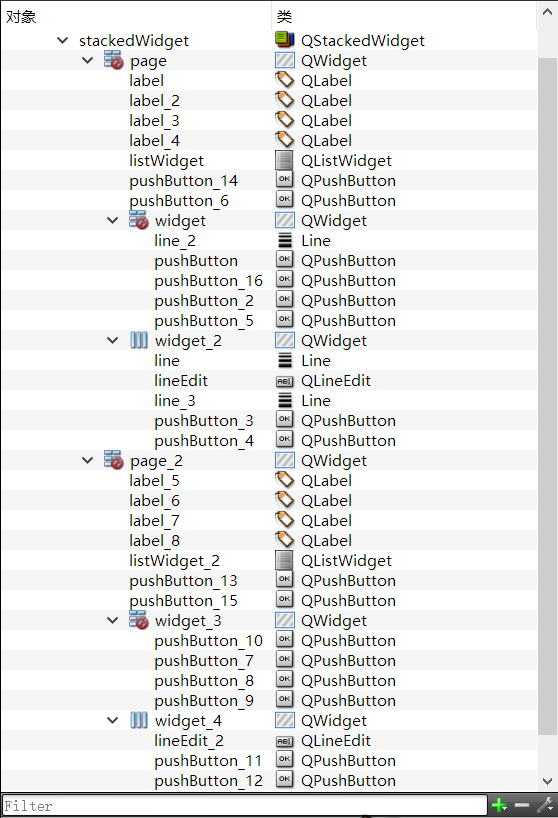 对象 类
stackedWidget QStackedWidget
page QWidget
label QLabel
label_2 QLabel
label_3 QLabel
label_4 QLabel
listWidget QListWidget
pushButton_14 QPushButton
pushButton_6 QPushButton
widget QWidget
line_2 Line
pushButton QPushButton
pushButton_16 QPushButton
pushButton_2 QPushButton
pushButton_5 QPushButton
widget_2 QWidget
line Line
lineEdit QLineEdit
line_3 Line
pushButton_3 QPushButton
pushButton_4 QPushButton
page_2 QWidget
label_5 QLabel
label_6 QLabel
label_7 QLabel
label_8 QLabel
listWidget_2 QListWidget
pushButton_13 QPushButton
pushButton_15 QPushButton
widget_3 QWidget
pushButton_10 QPushButton
pushButton_7 QPushButton
pushButton_8 QPushButton
pushButton_9 QPushButton
widget_4 QWidget
lineEdit_2 QLineEdit
pushButton_11 QPushButton
pushButton_12 QPushButton
Filter